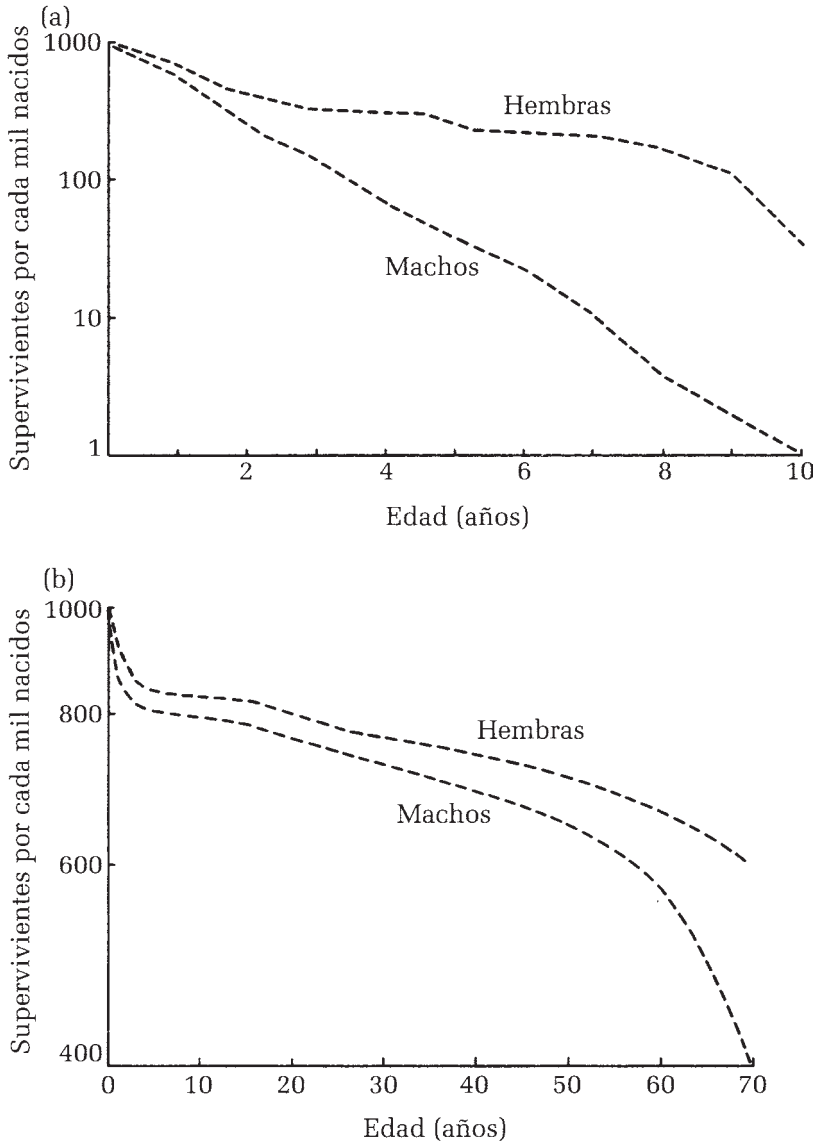 (a)
1000
100
10
1
Supervivientes por cada mil nacidos
Hembras
Machos
2 4 6 8 10
Edad (años)
(b)
1000
800
600
400
Supervivientes por cada mil nacidos
Hembras
Machos
0 10 20 30 40 50 60 70
Edad (años)